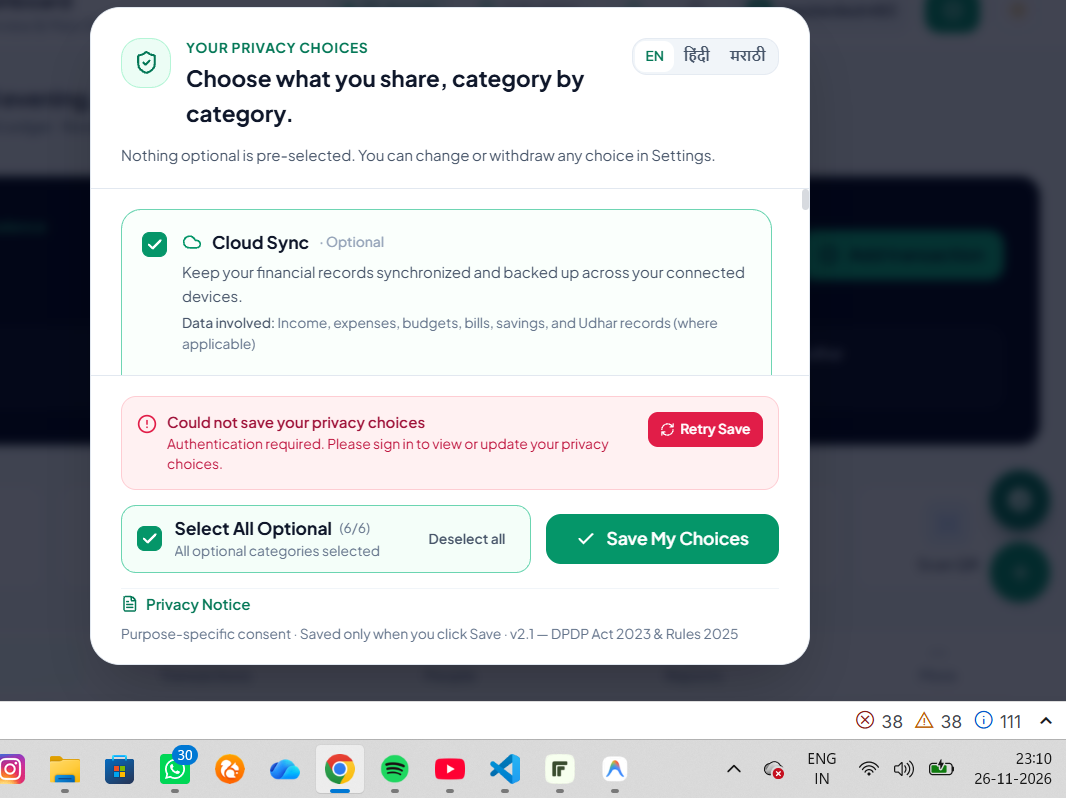 YOUR PRIVACY CHOICES
EN हिंदी मराठी
Choose what you share, category by
category.
Nothing optional is pre-selected. You can change or withdraw any choice in Settings.
Cloud Sync · Optional
Keep your financial records synchronized and backed up across your connected
devices.
Data involved: Income, expenses, budgets, bills, savings, and Udhar records (where
applicable)
Could not save your privacy choices
Authentication required. Please sign in to view or update your privacy
choices.
Retry Save
Select All Optional (6/6)
All optional categories selected
Deselect all
Save My Choices
Privacy Notice
Purpose-specific consent · Saved only when you click Save · v2.1 — DPDP Act 2023 & Rules 2025
38 38 111
30
ENG
IN
23:10
26-11-2026